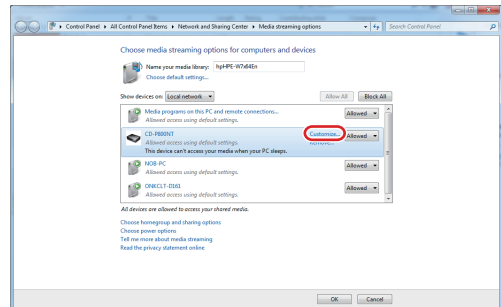 Control Panel ▸ All Control Panel Items ▸ Network and Sharing Center ▸ Media streaming options
Search Control Panel
Choose media streaming options for computers and devices
Name your media library: hpHPE-W7x64En
Choose default settings...
Show devices on: Local network Allow All Block All
Media programs on this PC and remote connections...
Allowed access using default settings.
Allowed
CD-P800NT
Allowed access using default settings.
This device can't access your media when your PC sleeps.
Customize...
Allowed
NOB-PC
Allowed access using default settings.
Allowed
ONKCLT-0161
Allowed access using default settings.
Allowed
All devices are allowed to access your shared media.
Choose homegroup and sharing options
Choose power options
Tell me more about media streaming
Read the privacy statement online
OK Cancel